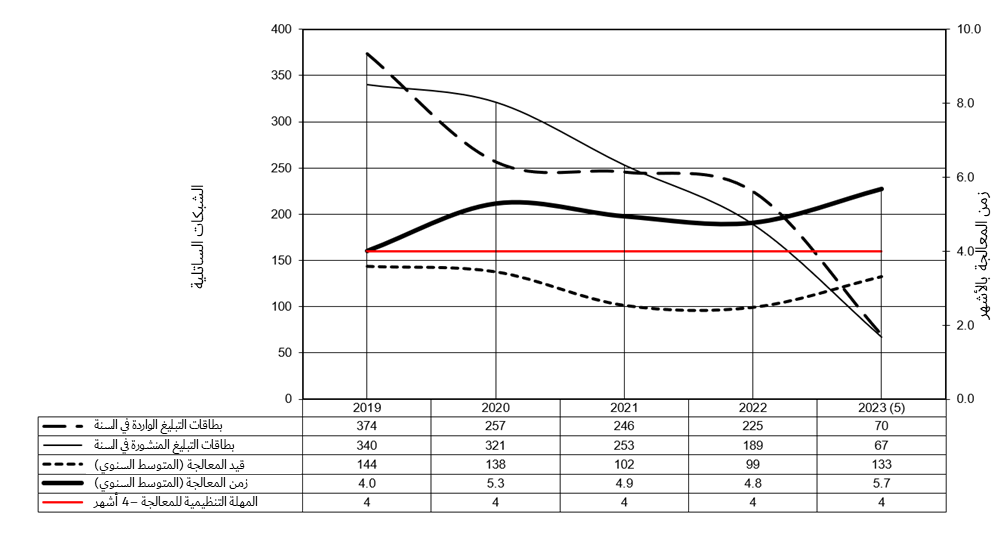 400
350
300
250
200
150
100
50
0
الشبكات الساتلية
10.0
8.0
6.0
4.0
2.0
0.0
زمن المعالجة بالأشهر
2019 2020 2021 2022 2023 (5)
بطاقات التبليغ الواردة في السنة 374 257 246 225 70
بطاقات التبليغ المنشورة في السنة 340 321 253 189 67
قيد المعالجة (المتوسط السنوي) 144 138 102 99 133
زمن المعالجة (المتوسط السنوي) 4.0 5.3 4.9 4.8 5.7
المهلة التنظيمية للمعالجة – 4 أشهر 4 4 4 4 4